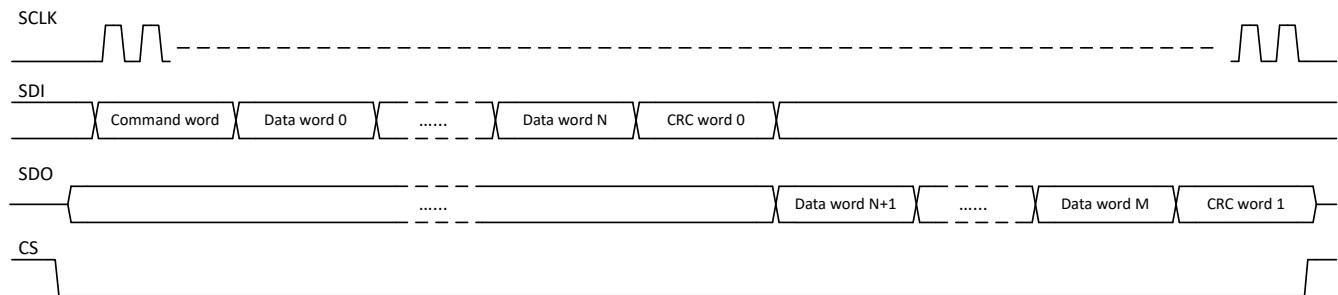 SCLK
SDI
Command word Data word 0 ...... Data word N CRC word 0
SDO
...... Data word N+1 ...... Data word M CRC word 1
CS